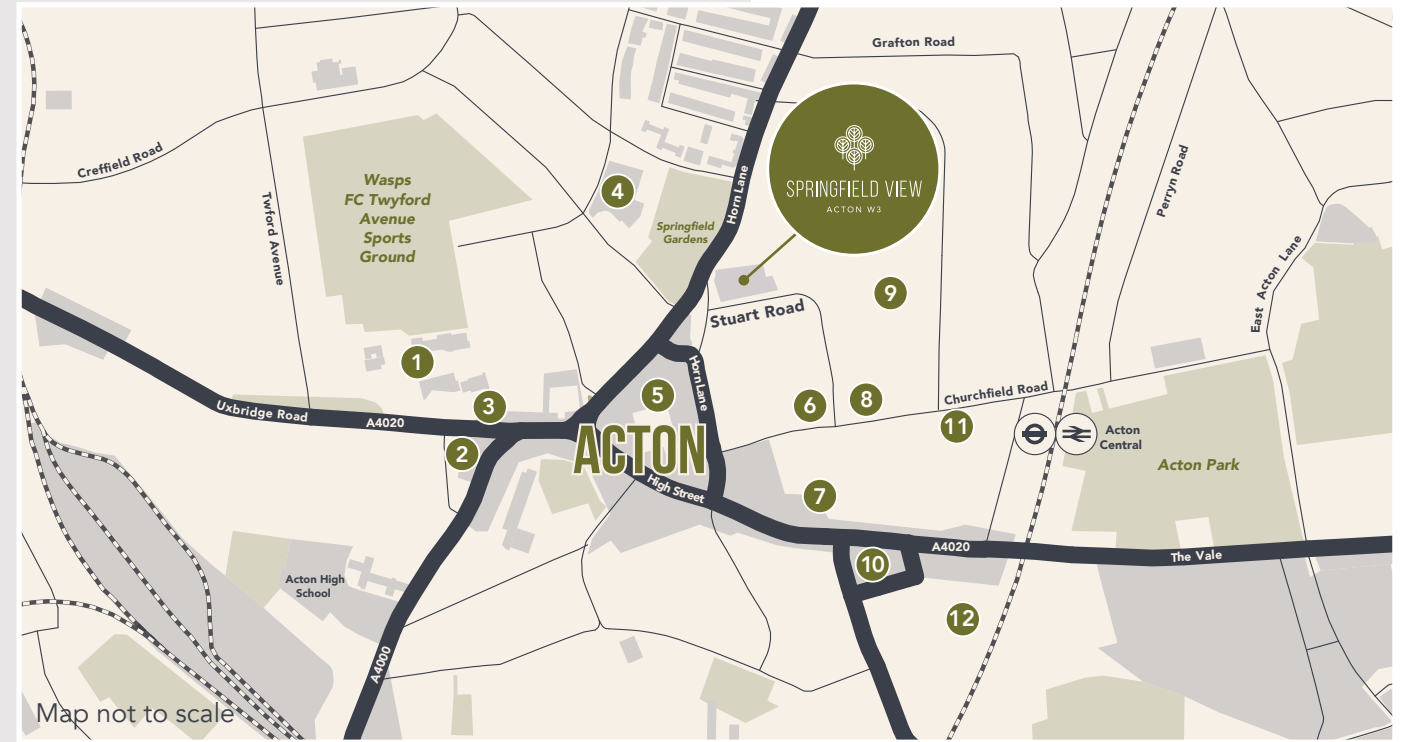 Grafton Road
Creffield Road
Wasps
FC Twyford
Avenue
Sports
Ground
Twford Avenue
4
Springfield
Gardens
Horn Lane
SPRINGFIELD VIEW
ACTON W3
Perryn Road
East Acton Lane
9
Stuart Road
1
Horn Lane
5
3
6
8
Churchfield Road
Uxbridge Road
A4020
2
ACTON
11
Acton
Central
Acton Park
High Street
7
A4020
The Vale
10
Acton High
School
12
A4000
Map not to scale